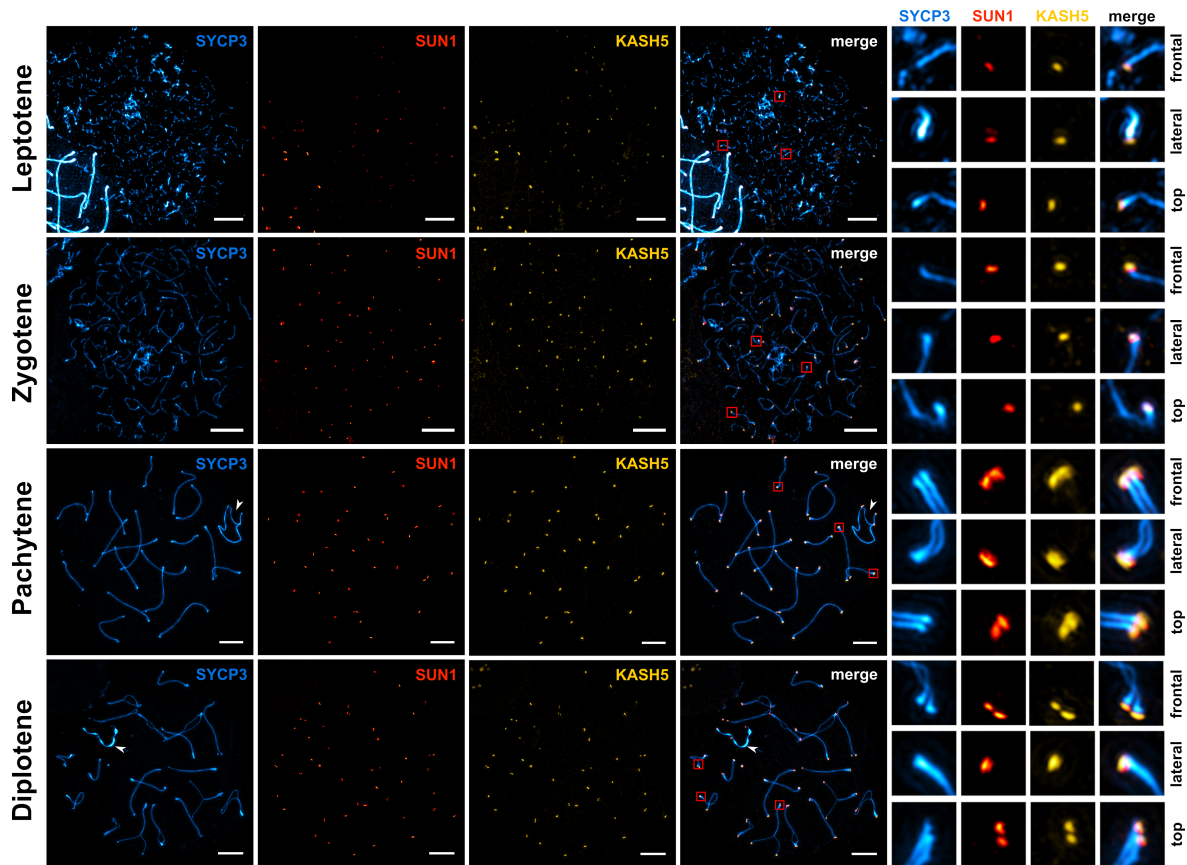 SYCP3 SUN1 KASH5 merge
Leptotene
SYCP3 SUN1 KASH5 merge
frontal
lateral
top
Zygotene
SYCP3 SUN1 KASH5 merge
frontal
lateral
top
Pachytene
SYCP3 SUN1 KASH5 merge
frontal
lateral
top
Diplotene
SYCP3 SUN1 KASH5 merge
frontal
lateral
top